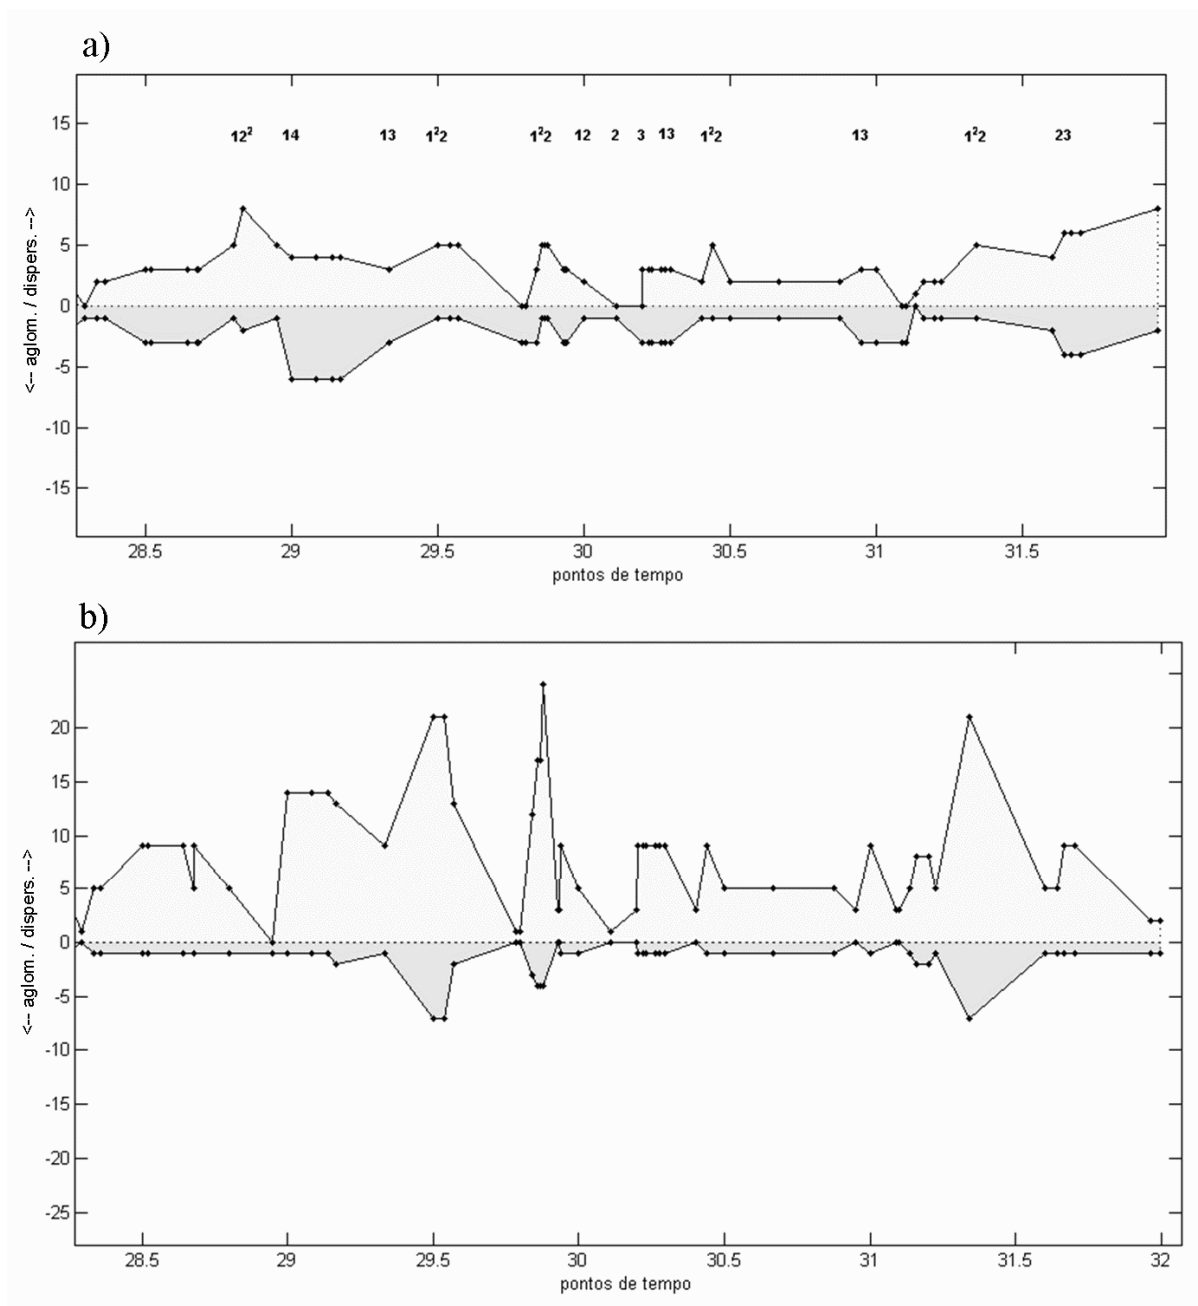 a)
12² 14 13 1²2 1²2 12 2 3 13 1²2 13 1²2 23
15
10
5
0
-5
-10
-15
<-- aglom. / dispers. -->
28.5 29 29.5 30 30.5 31 31.5
pontos de tempo
b)
20
15
10
5
0
-5
-10
-15
-20
-25
<-- aglom. / dispers. -->
28.5 29 29.5 30 30.5 31 31.5 32
pontos de tempo